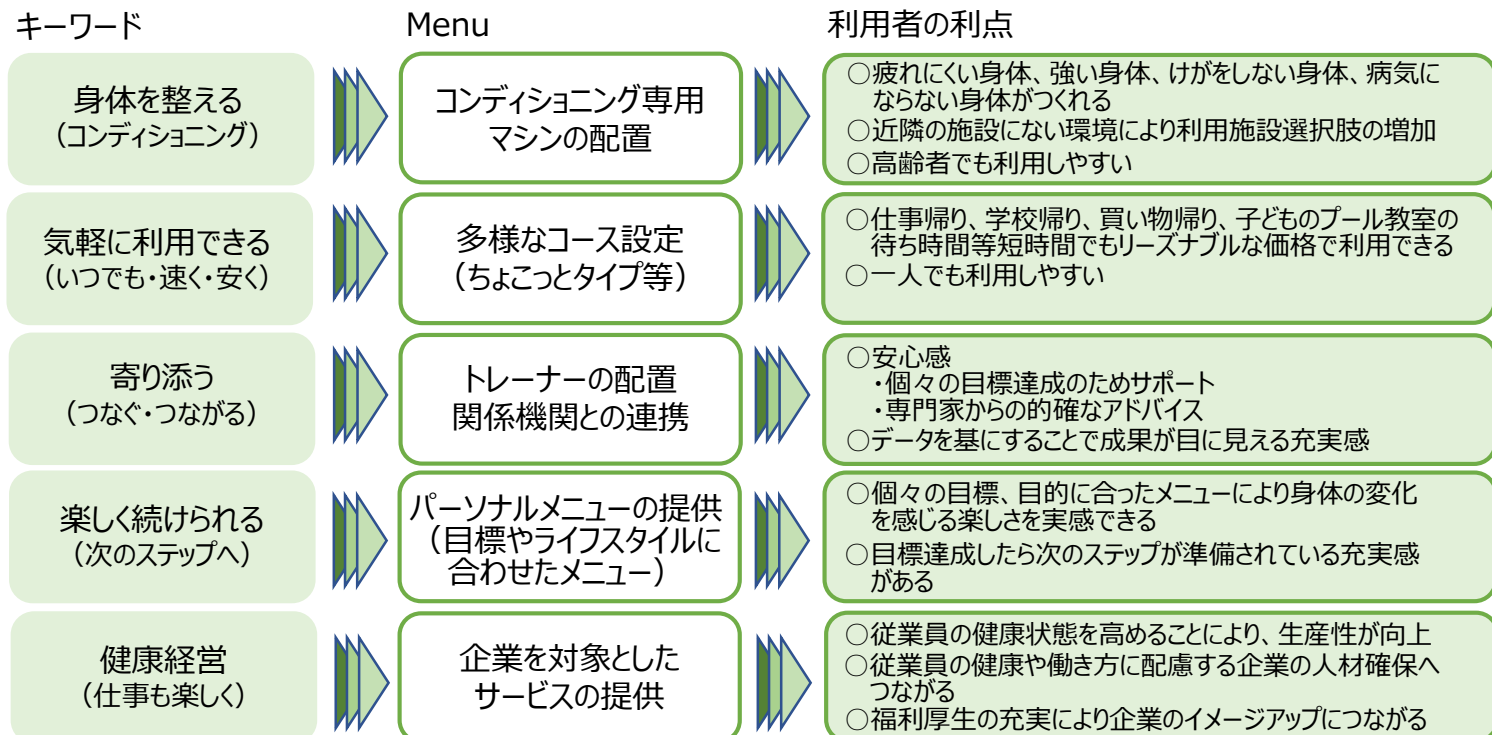 キーワード
Menu
利用者の利点
身体を整える
（コンディショニング）
コンディショニング専用
マシンの配置
○疲れにくい身体、強い身体、けがをしない身体、病気に
ならない身体がつくれる
○近隣の施設にない環境により利用施設選択肢の増加
○高齢者でも利用しやすい
気軽に利用できる
（いつでも・速く・安く）
多様なコース設定
（ちょこっとタイプ等）
○仕事帰り、学校帰り、買い物帰り、子どものプール教室の
待ち時間等短時間でもリーズナブルな価格で利用できる
○一人でも利用しやすい
寄り添う
（つなぐ・つながる）
トレーナーの配置
関係機関との連携
○安心感
・個々の目標達成のためサポート
・専門家からの的確なアドバイス
○データを基にすることで成果が目に見える充実感
楽しく続けられる
（次のステップへ）
パーソナルメニューの提供
（目標やライフスタイルに
合わせたメニュー）
○個々の目標、目的に合ったメニューにより身体の変化
を感じる楽しさを実感できる
○目標達成したら次のステップが準備されている充実感
がある
健康経営
（仕事も楽しく）
企業を対象とした
サービスの提供
○従業員の健康状態を高めることにより、生産性が向上
○従業員の健康や働き方に配慮する企業の人材確保へ
つながる
○福利厚生の充実により企業のイメージアップにつながる